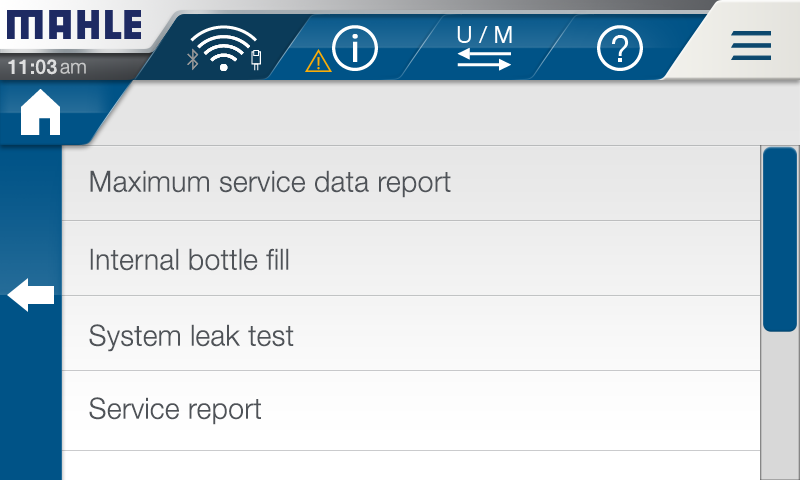 MAHLE
11:03am
U / M
Maximum service data report
Internal bottle fill
System leak test
Service report